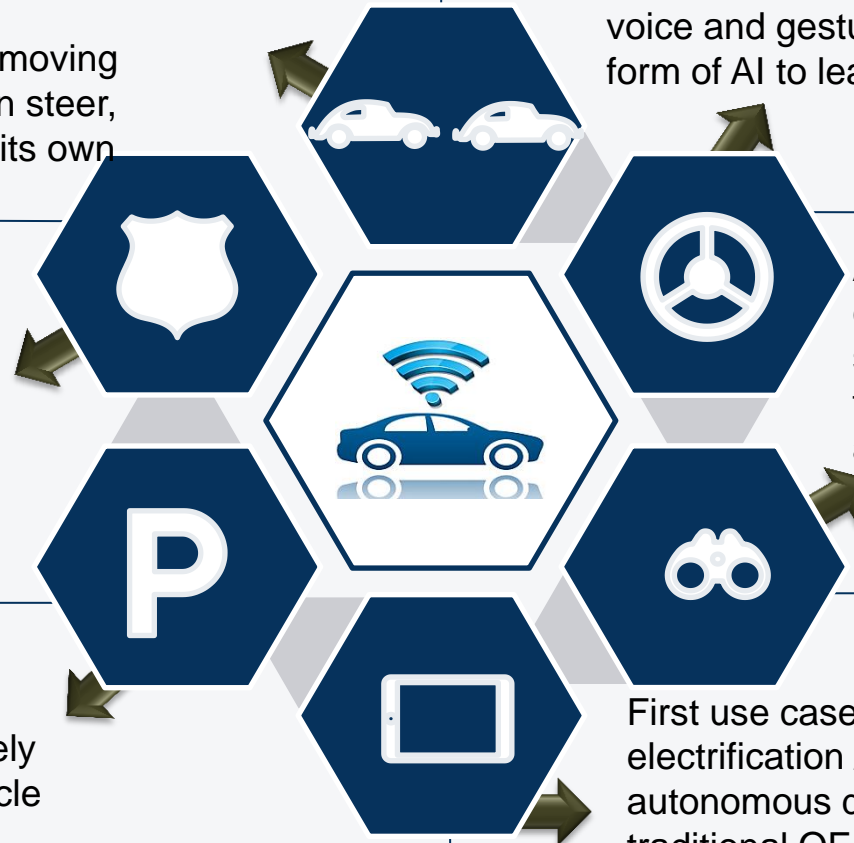 moving
n steer,
its own
voice and gestu
form of AI to lea
P
ely
cle
First use case
electrification
autonomous c